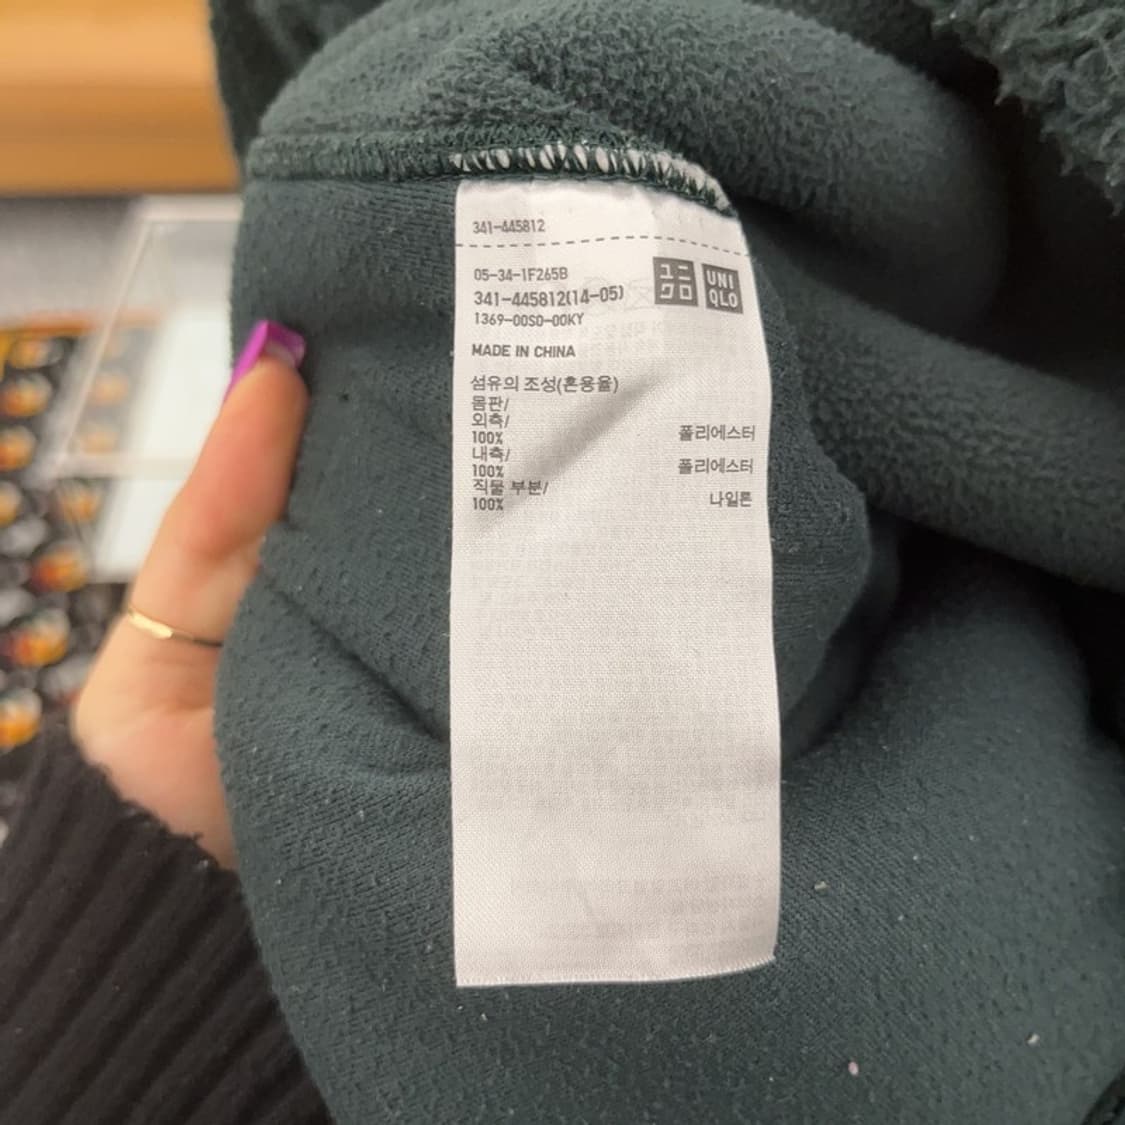 341-445812
05-34-1F265B
341-445812(14-05)
1369-00S0-00KY
ユニ
クロ
UNI
QLO
MADE IN CHINA
섬유의 조성(혼용율)
몸판/
외측/
100% 폴리에스터
내측/
100% 폴리에스터
직물 부분/
100% 나일론